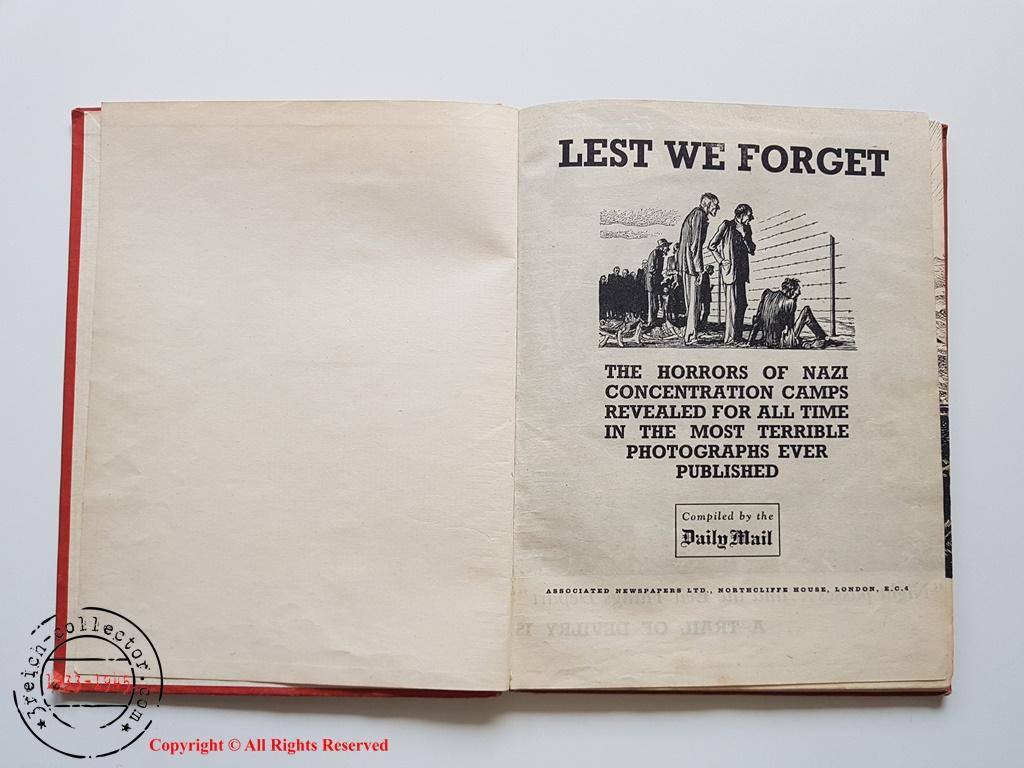 LEST WE FORGET
THE HORRORS OF NAZI
CONCENTRATION CAMPS
REVEALED FOR ALL TIME
IN THE MOST TERRIBLE
PHOTOGRAPHS EVER
PUBLISHED
Compiled by the
Daily Mail
ASSOCIATED NEWSPAPERS LTD., NORTHCLIFFE HOUSE, LONDON, E.C.4
A TRAIL OF DEVILRY IS
3reich-collector.com
1933-1945
Copyright © All Rights Reserved